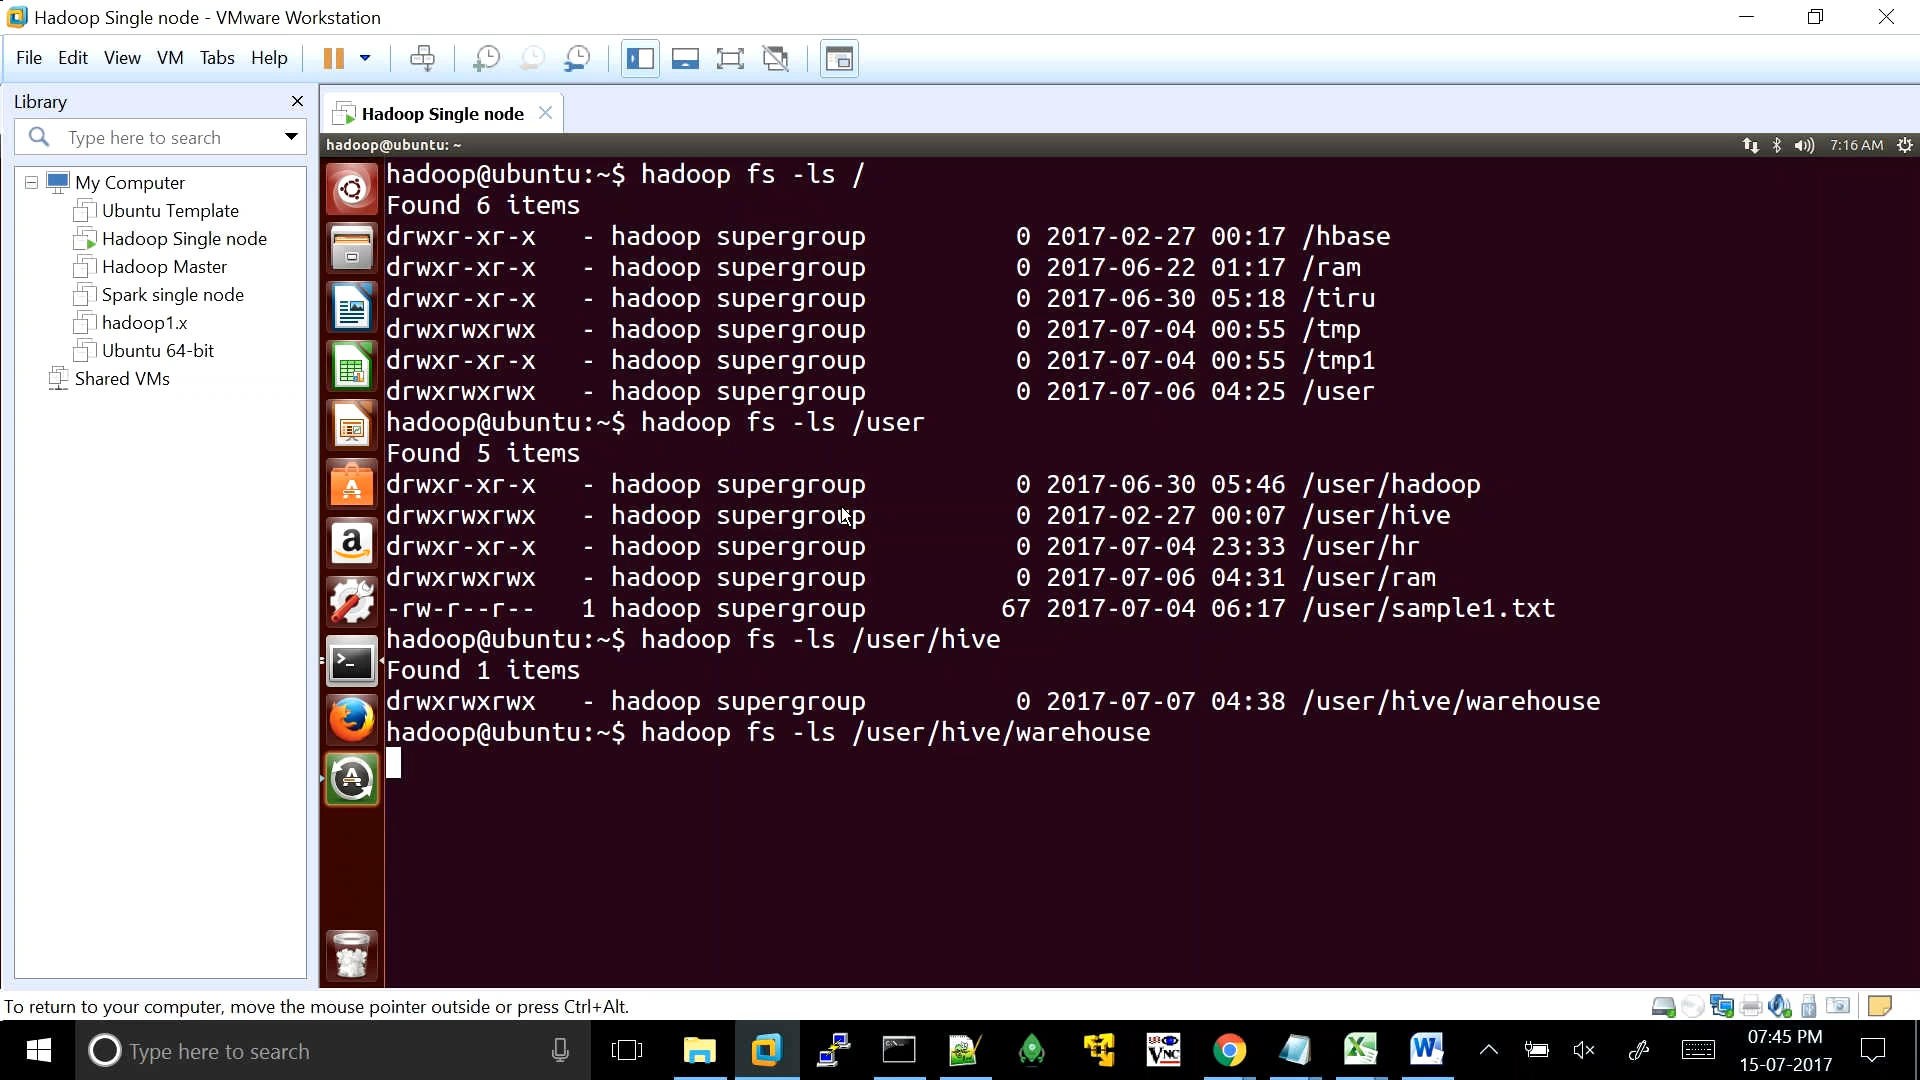 Hadoop Single node - VMware Workstation
File Edit View VM Tabs Help
Library
Type here to search
My Computer
Ubuntu Template
Hadoop Single node
Hadoop Master
Spark single node
hadoop1.x
Ubuntu 64-bit
Shared VMs
Hadoop Single node
hadoop@ubuntu: ~
7:16 AM
hadoop@ubuntu:~$ hadoop fs -ls /
Found 6 items
drwxr-xr-x   - hadoop supergroup          0 2017-02-27 00:17 /hbase
drwxr-xr-x   - hadoop supergroup          0 2017-06-22 01:17 /ram
drwxr-xr-x   - hadoop supergroup          0 2017-06-30 05:18 /tiru
drwxrwxrwx   - hadoop supergroup          0 2017-07-04 00:55 /tmp
drwxr-xr-x   - hadoop supergroup          0 2017-07-04 00:55 /tmp1
drwxrwxrwx   - hadoop supergroup          0 2017-07-06 04:25 /user
hadoop@ubuntu:~$ hadoop fs -ls /user
Found 5 items
drwxr-xr-x   - hadoop supergroup          0 2017-06-30 05:46 /user/hadoop
drwxrwxrwx   - hadoop supergroup          0 2017-02-27 00:07 /user/hive
drwxr-xr-x   - hadoop supergroup          0 2017-07-04 23:33 /user/hr
drwxrwxrwx   - hadoop supergroup          0 2017-07-06 04:31 /user/ram
-rw-r--r--   1 hadoop supergroup         67 2017-07-04 06:17 /user/sample1.txt
hadoop@ubuntu:~$ hadoop fs -ls /user/hive
Found 1 items
drwxrwxrwx   - hadoop supergroup          0 2017-07-07 04:38 /user/hive/warehouse
hadoop@ubuntu:~$ hadoop fs -ls /user/hive/warehouse
To return to your computer, move the mouse pointer outside or press Ctrl+Alt.
Type here to search
07:45 PM
15-07-2017